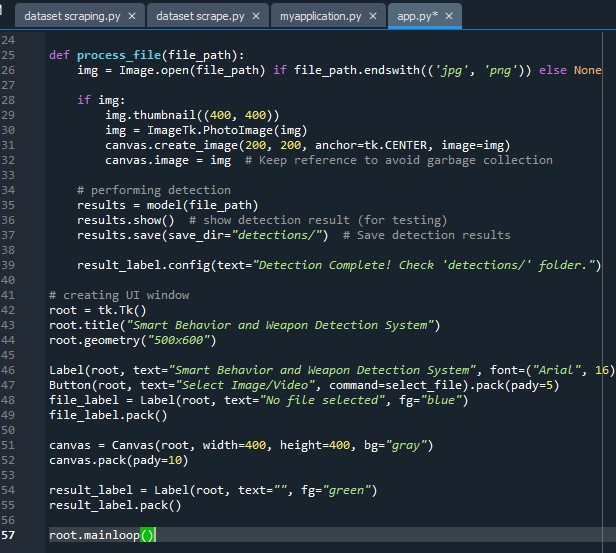 dataset scraping.py × dataset scrape.py × myapplication.py × app.py* ×
24
25 def process_file(file_path):
26     img = Image.open(file_path) if file_path.endswith(('jpg', 'png')) else None
27
28     if img:
29         img.thumbnail((400, 400))
30         img = ImageTk.PhotoImage(img)
31         canvas.create_image(200, 200, anchor=tk.CENTER, image=img)
32         canvas.image = img  # Keep reference to avoid garbage collection
33
34     # performing detection
35     results = model(file_path)
36     results.show()  # show detection result (for testing)
37     results.save(save_dir="detections/")  # Save detection results
38
39     result_label.config(text="Detection Complete! Check 'detections/' folder.")
40
41 # creating UI window
42 root = tk.Tk()
43 root.title("Smart Behavior and Weapon Detection System")
44 root.geometry("500x600")
45
46 Label(root, text="Smart Behavior and Weapon Detection System", font=("Arial", 16)
47 Button(root, text="Select Image/Video", command=select_file).pack(pady=5)
48 file_label = Label(root, text="No file selected", fg="blue")
49 file_label.pack()
50
51 canvas = Canvas(root, width=400, height=400, bg="gray")
52 canvas.pack(pady=10)
53
54 result_label = Label(root, text="", fg="green")
55 result_label.pack()
56
57 root.mainloop()